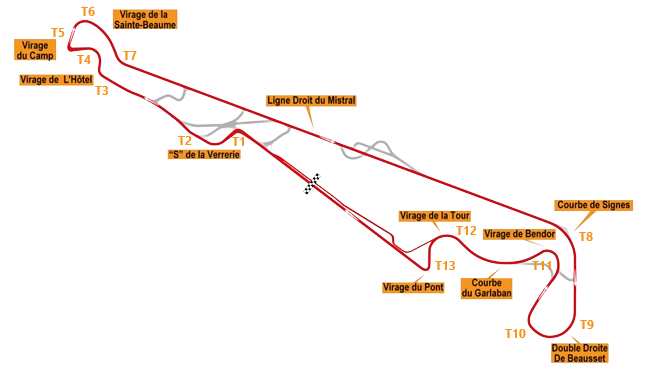 T6
Virage de la
Sainte-Beaume
T5
Virage
du Camp
T4
T7
Virage de L'Hôtel
T3
Ligne Droit du Mistral
T2
T1
"S" de la Verrerie
Courbe de Signes
Virage de la Tour
T12
Virage de Bendor
T8
T13
T11
Virage du Pont
Courbe
du Garlaban
T10
T9
Double Droite
De Beausset